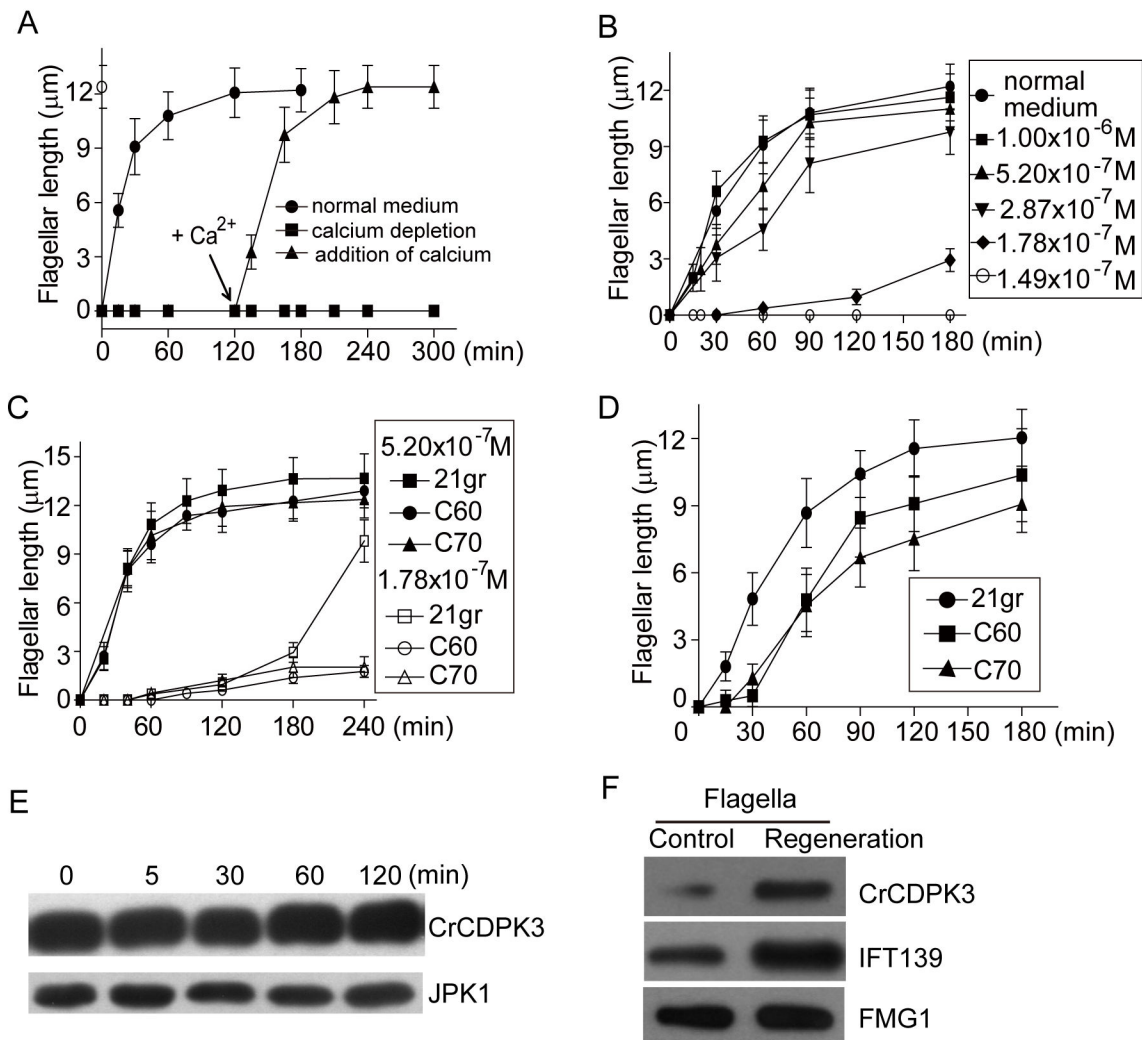 A
Flagellar length (μm)
12
9
6
3
0
+ Ca2+
normal medium
calcium depletion
addition of calcium
0 60 120 180 240 300 (min)
B
Flagellar length (μm)
12
9
6
3
0
0 30 60 90 120 150 180 (min)
normal
medium
1.00x10-6M
5.20x10-7M
2.87x10-7M
1.78x10-7M
1.49x10-7M
C
Flagellar length (μm)
15
12
9
6
3
0
0 60 120 180 240 (min)
5.20x10-7M
21gr
C60
C70
1.78x10-7M
21gr
C60
C70
D
Flagellar length (μm)
12
9
6
3
0
0 30 60 90 120 150 180 (min)
21gr
C60
C70
E
0 5 30 60 120 (min)
CrCDPK3
JPK1
F
Flagella
Control Regeneration
CrCDPK3
IFT139
FMG1